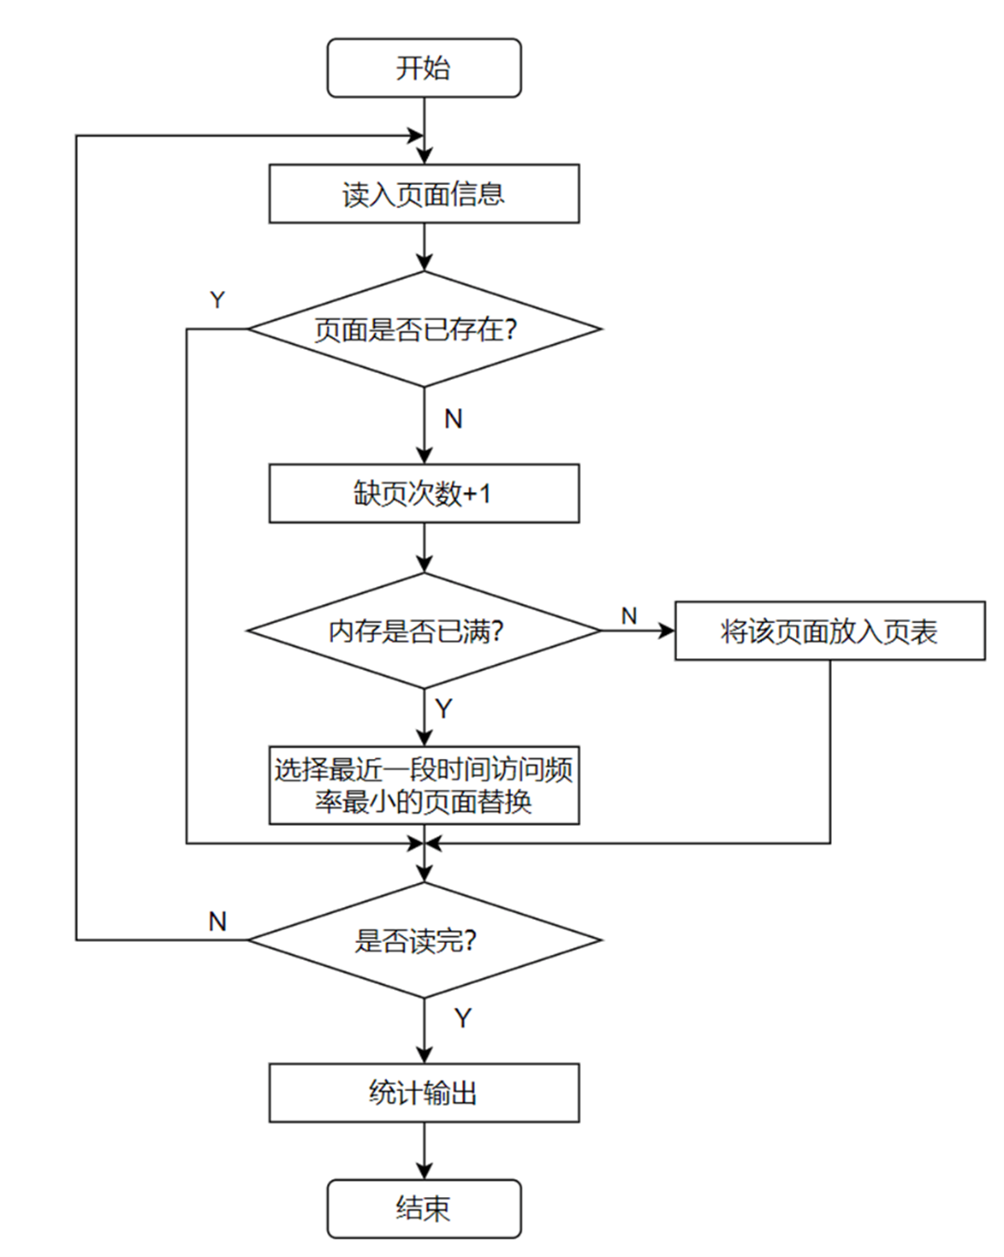 开始
读入页面信息
Y
页面是否已存在?
N
缺页次数+1
内存是否已满?
N
将该页面放入页表
Y
选择最近一段时间访问频
率最小的页面替换
N
是否读完?
Y
统计输出
结束